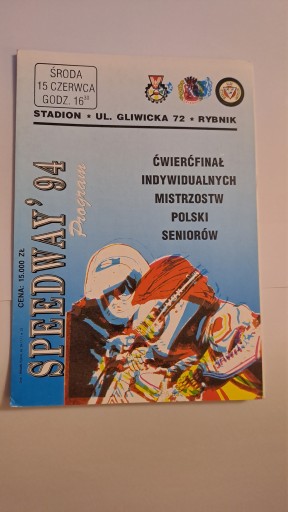 ŚRODA
15 CZERWCA
GODZ. 16³⁰
STADION • UL. GLIWICKA 72 • RYBNIK
SPEEDWAY' 94
Program
CENA: 15.000 ZŁ
ĆWIERĆFINAŁ
INDYWIDUALNYCH
MISTRZOSTW
POLSKI
SENIORÓW